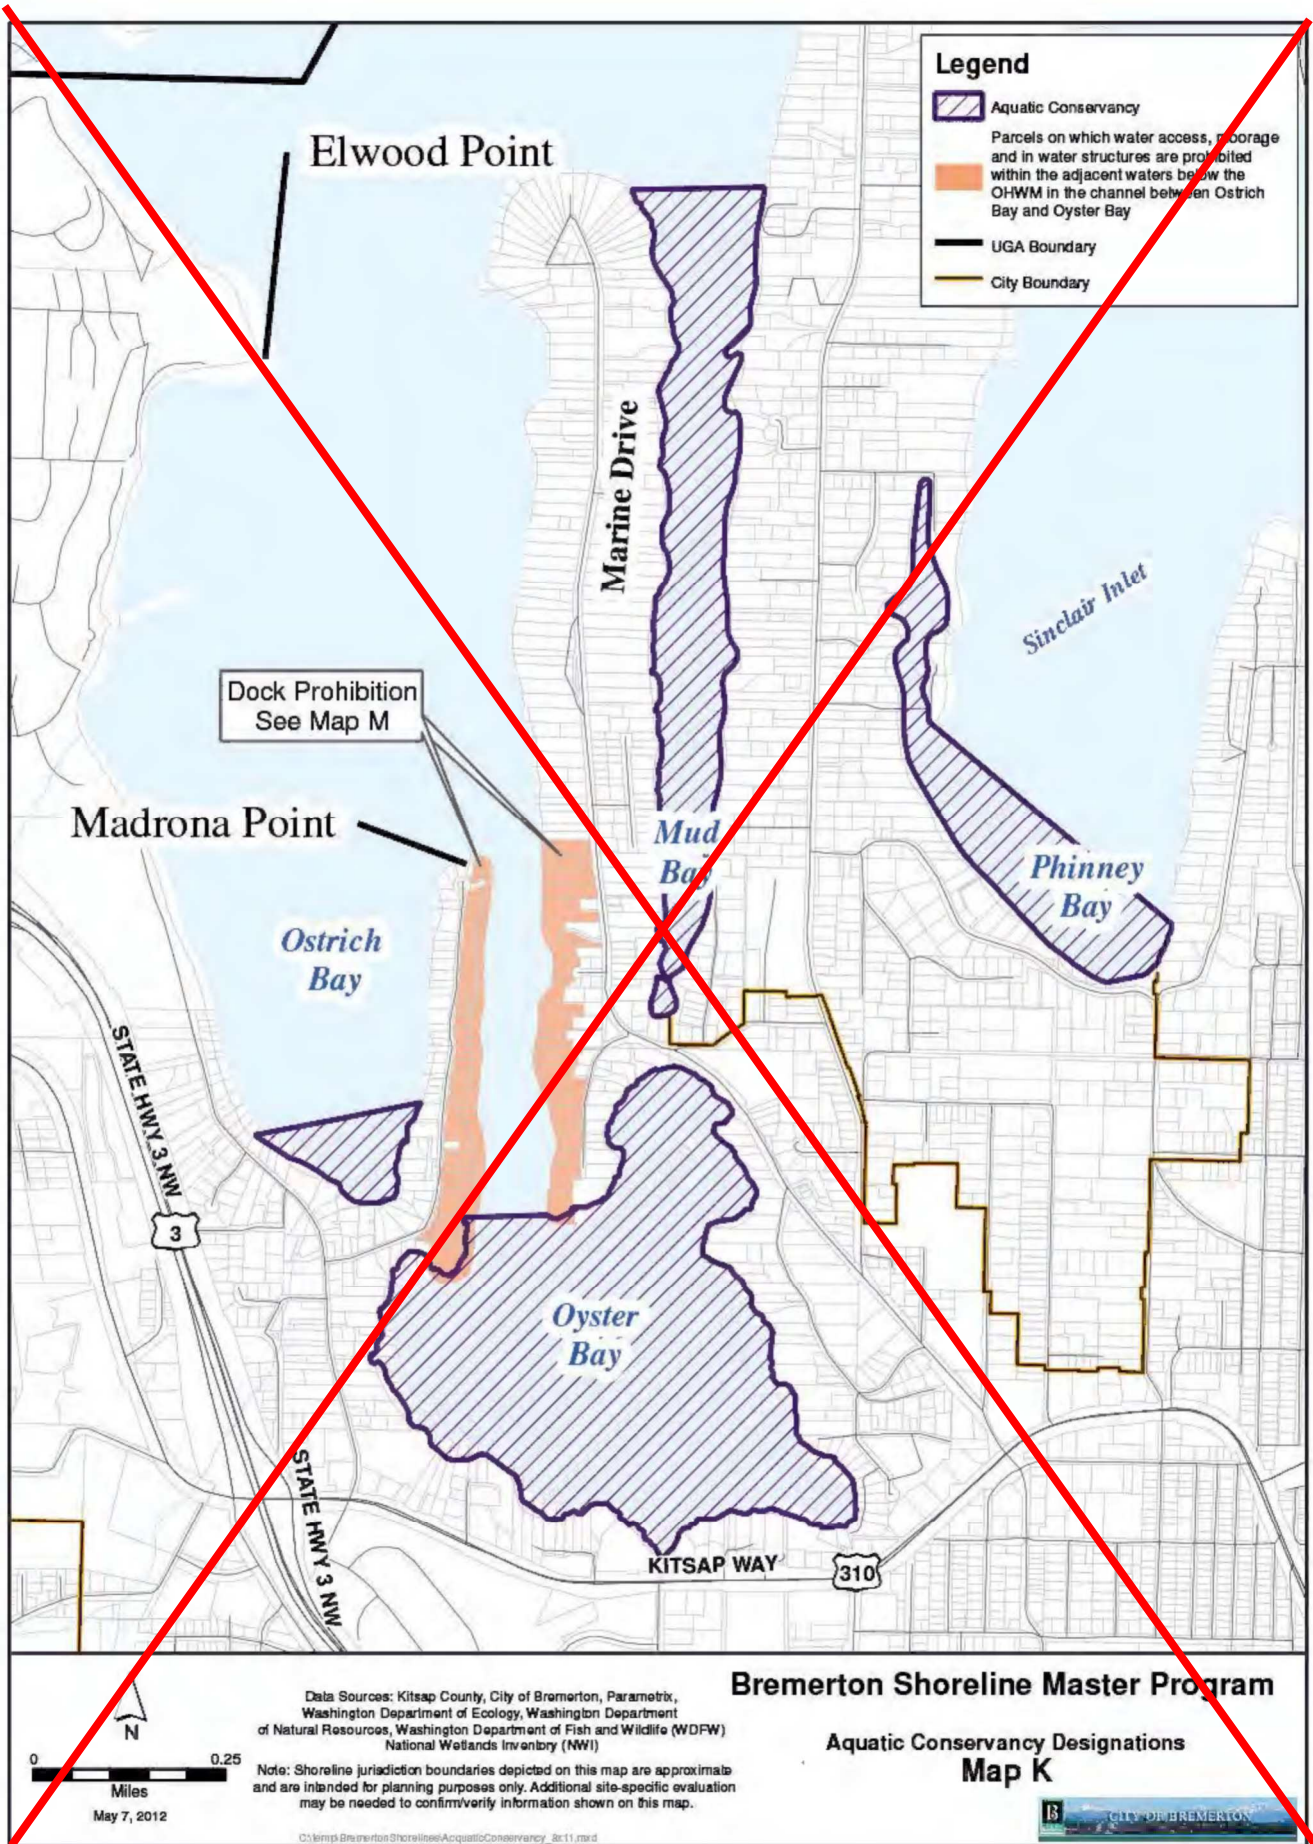 Legend
Aquatic Conservancy
Parcels on which water access, moorage
and in water structures are prohibited
within the adjacent waters below the
OHWM in the channel between Ostrich
Bay and Oyster Bay
UGA Boundary
City Boundary
Elwood Point
Marine Drive
Sinclair Inlet
Dock Prohibition
See Map M
Madrona Point
Mud
Bay
Phinney
Bay
Ostrich
Bay
STATE HWY 3 NW
3
Oyster
Bay
STATE HWY 3 NW
KITSAP WAY
310
N
0 0.25
Miles
May 7, 2012
Data Sources: Kitsap County, City of Bremerton, Parametrix,
Washington Department of Ecology, Washington Department
of Natural Resources, Washington Department of Fish and Wildlife (WDFW)
National Wetlands Inventory (NWI)
Note: Shoreline jurisdiction boundaries depicted on this map are approximate
and are intended for planning purposes only. Additional site-specific evaluation
may be needed to confirm/verify information shown on this map.
C:\temp\BremertonShorelines\AcquaticConservancy_8x11.mxd
Bremerton Shoreline Master Program
Aquatic Conservancy Designations
Map K
B
CITY OF BREMERTON